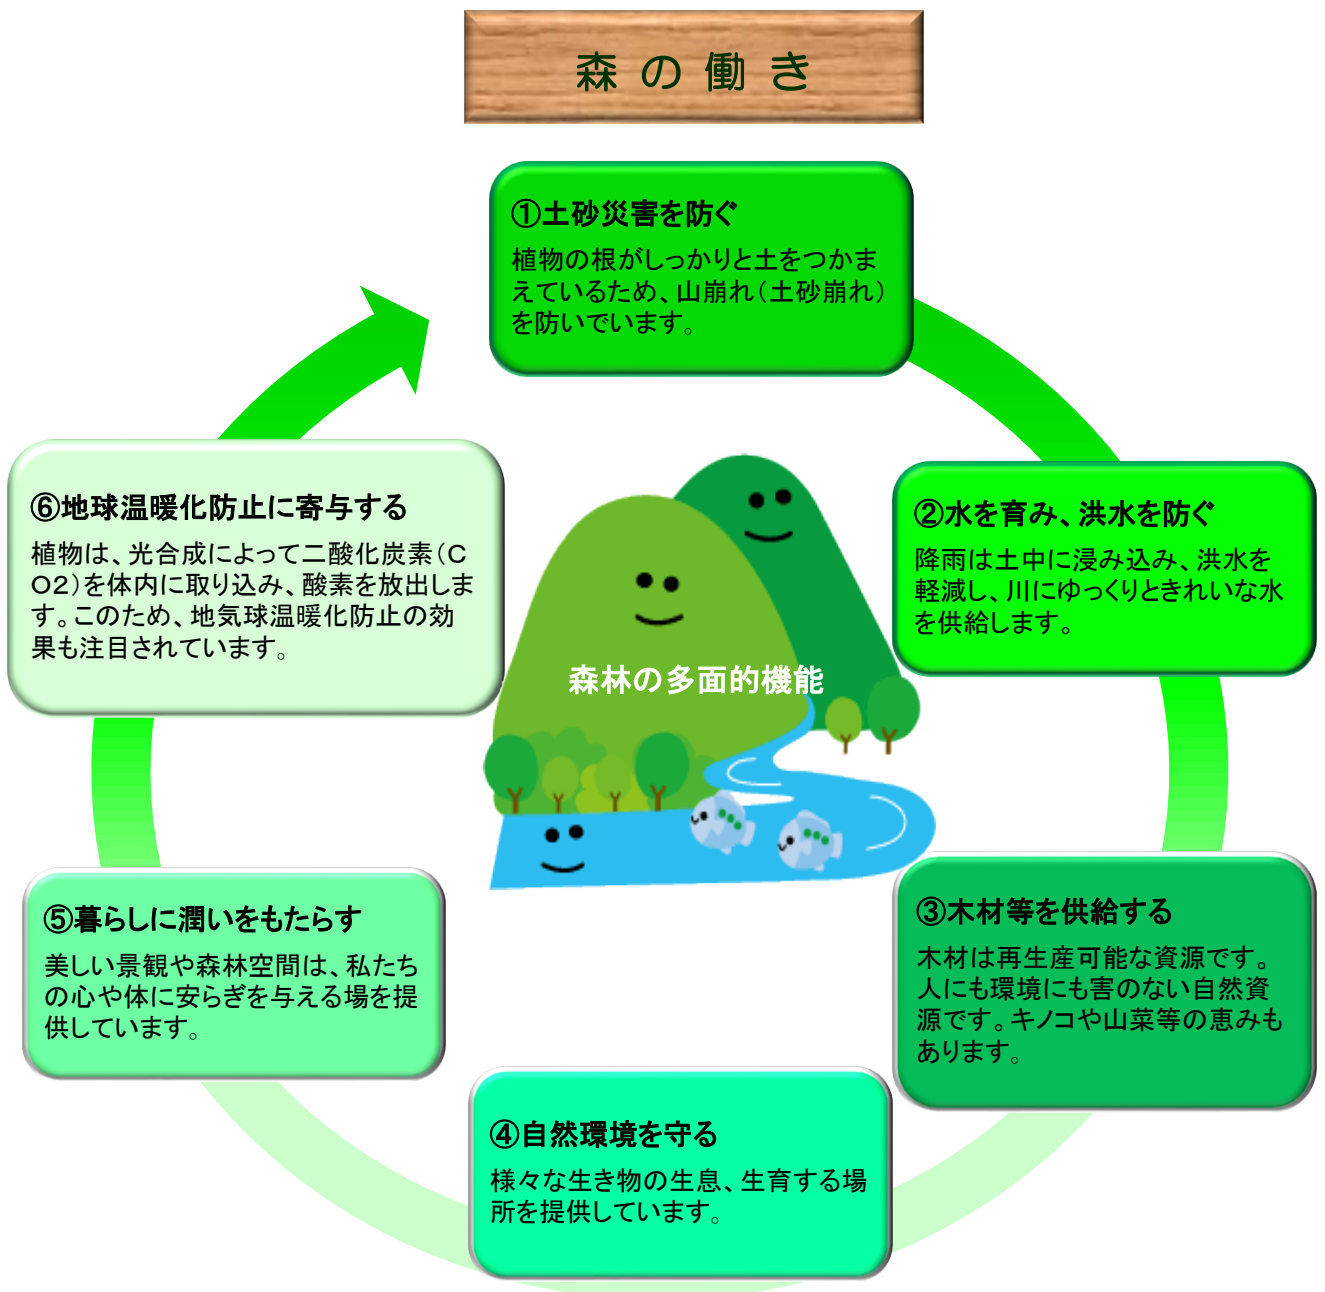 森の働き
①土砂災害を防ぐ
植物の根がしっかりと土をつかま
えているため、山崩れ(土砂崩れ)
を防いでいます。
②水を育み、洪水を防ぐ
降雨は土中に浸み込み、洪水を
軽減し、川にゆっくりときれいな水
を供給します。
③木材等を供給する
木材は再生産可能な資源です。
人にも環境にも害のない自然資
源です。キノコや山菜等の恵みも
あります。
④自然環境を守る
様々な生き物の生息、生育する場
所を提供しています。
⑤暮らしに潤いをもたらす
美しい景観や森林空間は、私たち
の心や体に安らぎを与える場を提
供しています。
⑥地球温暖化防止に寄与する
植物は、光合成によって二酸化炭素(C
O2)を体内に取り込み、酸素を放出しま
す。このため、地気球温暖化防止の効
果も注目されています。
森林の多面的機能